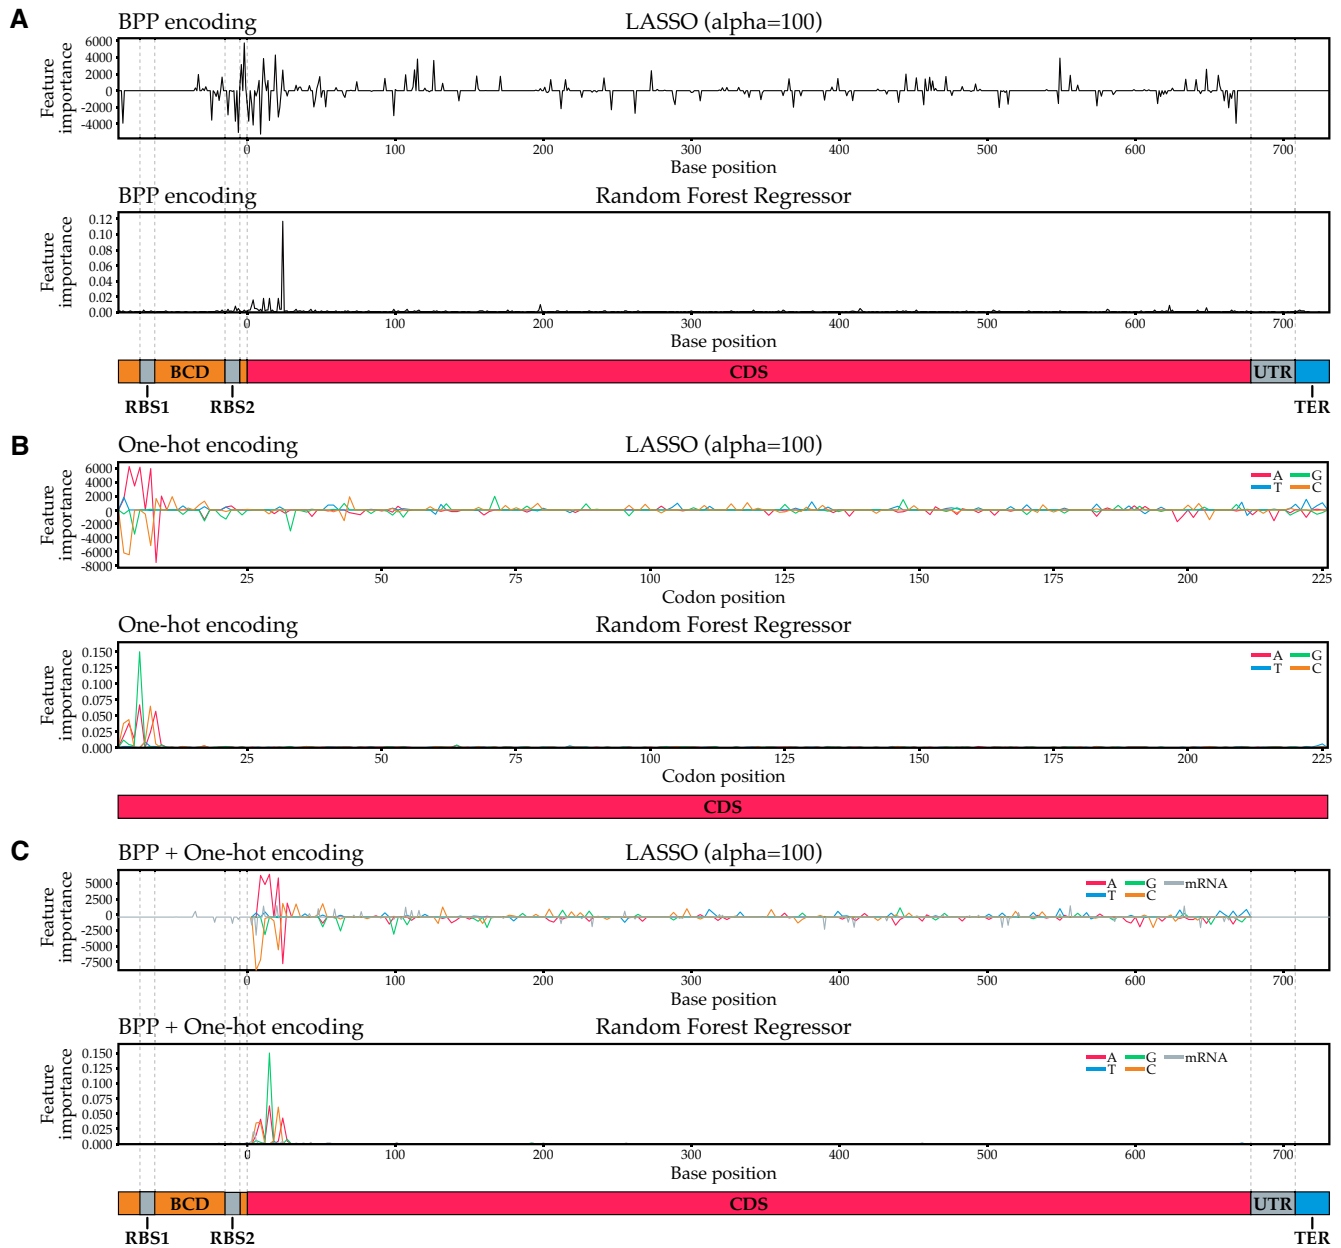 A
BPP encoding
LASSO (alpha=100)
Feature importance
6000
4000
2000
0
-2000
-4000
0 100 200 300 400 500 600 700
Base position
BPP encoding
Random Forest Regressor
Feature importance
0.12
0.10
0.08
0.06
0.04
0.02
0.00
0 100 200 300 400 500 600 700
Base position
BCD CDS UTR
RBS1 RBS2 TER
B
One-hot encoding
LASSO (alpha=100)
Feature importance
6000
4000
2000
0
-2000
-4000
-6000
-8000
A G
T C
25 50 75 100 125 150 175 200 225
Codon position
One-hot encoding
Random Forest Regressor
Feature importance
0.150
0.125
0.100
0.075
0.050
0.025
0.000
A G
T C
25 50 75 100 125 150 175 200 225
Codon position
CDS
C
BPP + One-hot encoding
LASSO (alpha=100)
Feature importance
5000
2500
0
-2500
-5000
-7500
A G mRNA
T C
0 100 200 300 400 500 600 700
Base position
BPP + One-hot encoding
Random Forest Regressor
Feature importance
0.150
0.125
0.100
0.075
0.050
0.025
0.000
A G mRNA
T C
0 100 200 300 400 500 600 700
Base position
BCD CDS UTR
RBS1 RBS2 TER